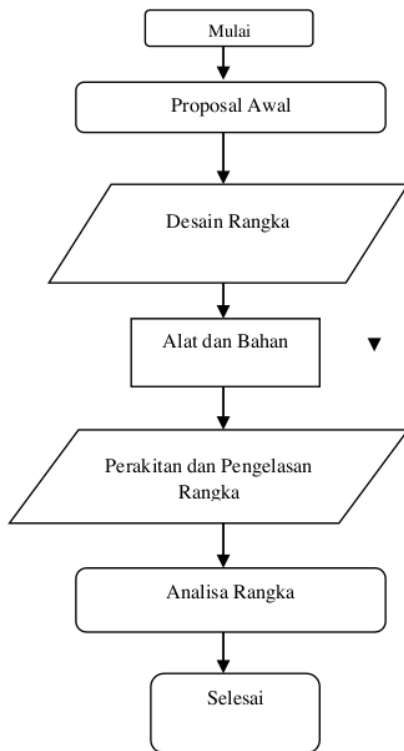 Mulai
Proposal Awal
Desain Rangka
Alat dan Bahan
Perakitan dan Pengelasan
Rangka
Analisa Rangka
Selesai